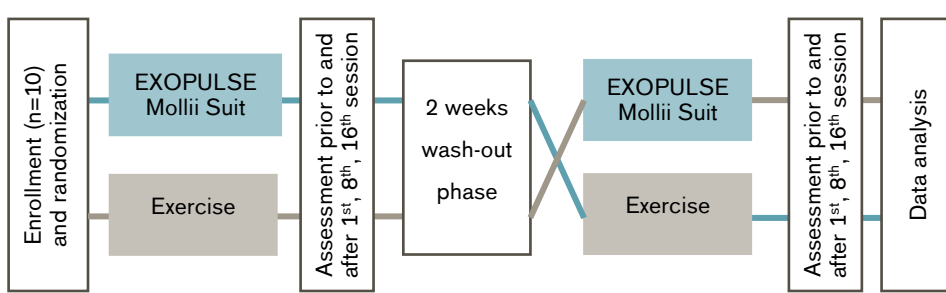 Enrollment (n=10)
and randomization
EXOPULSE
Mollii Suit
Exercise
Assessment prior to and
after 1st, 8th, 16th session
2 weeks
wash-out
phase
EXOPULSE
Mollii Suit
Exercise
Assessment prior to and
after 1st, 8th, 16th session
Data analysis